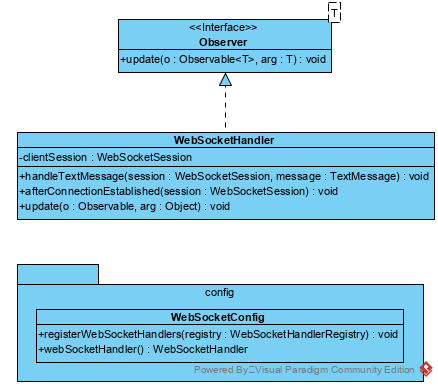 T
<<Interface>>
Observer
+update(o : Observable<T>, arg : T) : void
WebSocketHandler
-clientSession : WebSocketSession
+handleTextMessage(session : WebSocketSession, message : TextMessage) : void
+afterConnectionEstablished(session : WebSocketSession) : void
+update(o : Observable, arg : Object) : void
config
WebSocketConfig
+registerWebSocketHandlers(registry : WebSocketHandlerRegistry) : void
+webSocketHandler() : WebSocketHandler
Powered By Visual Paradigm Community Edition